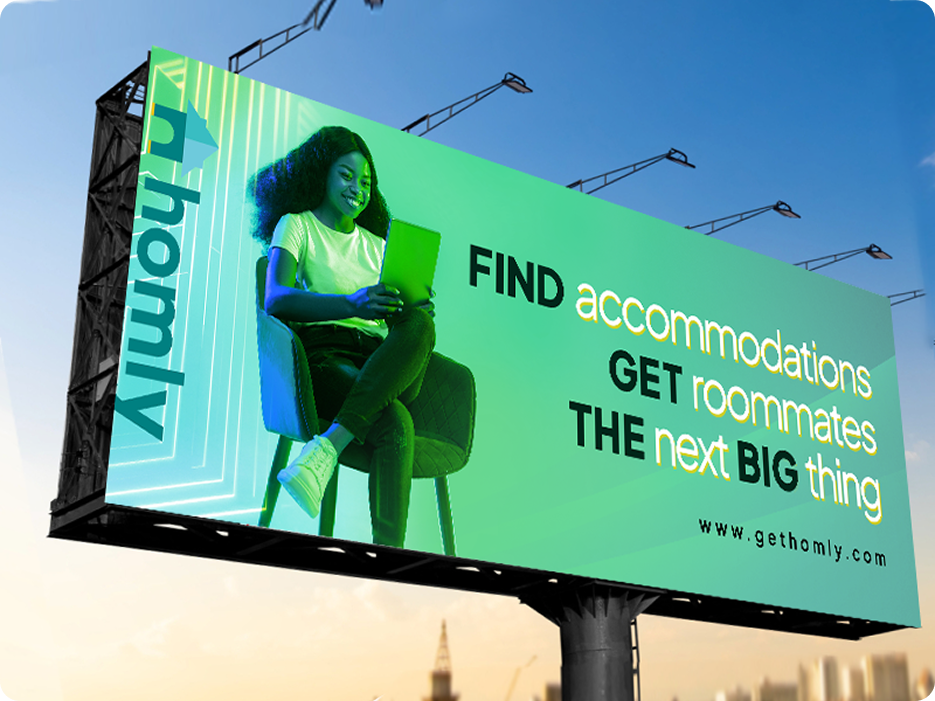 homly
FIND accommodations
GET roommates
THE next BIG thing
www.gethomly.com